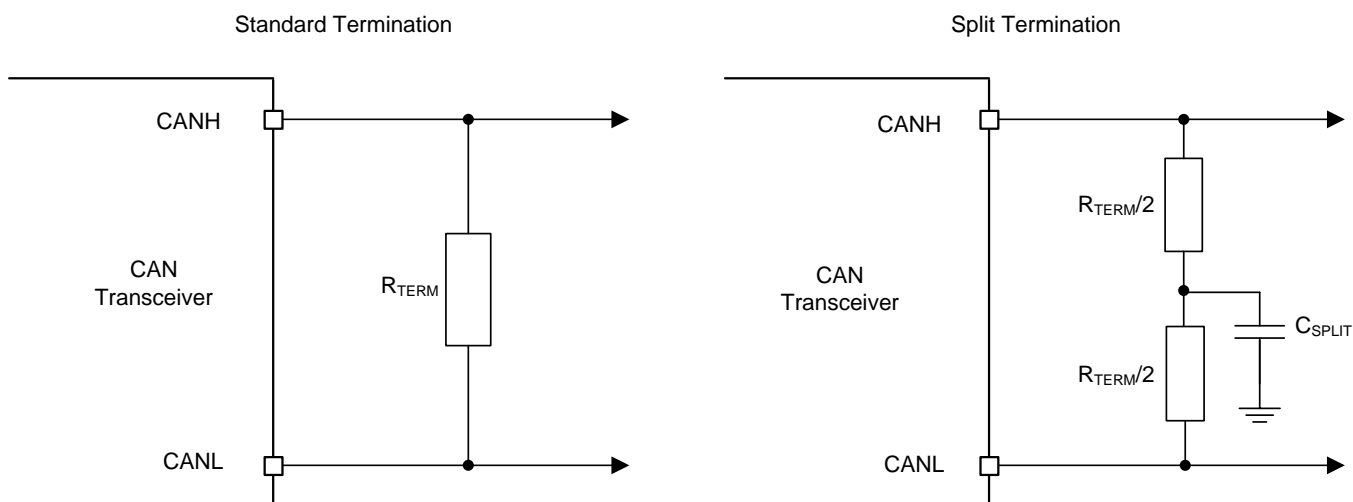 Standard Termination
CANH
CAN
Transceiver
RTERM
CANL
Split Termination
CANH
RTERM/2
CAN
Transceiver
CSPLIT
RTERM/2
CANL